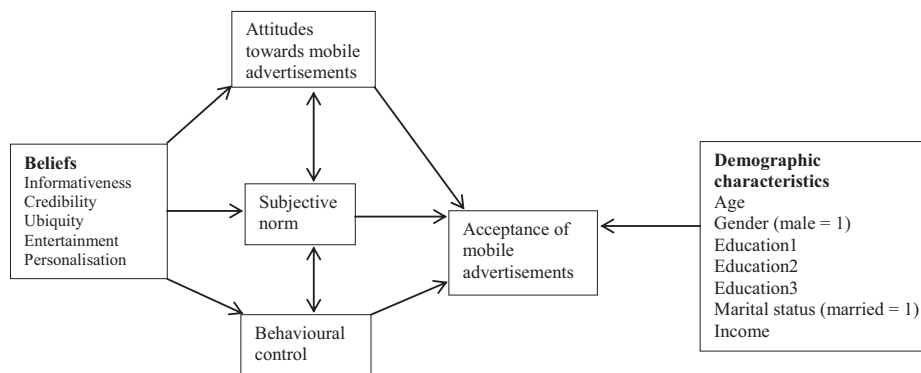 Attitudes
towards mobile
advertisements
Beliefs
Informativeness
Credibility
Ubiquity
Entertainment
Personalisation
Subjective
norm
Behavioural
control
Acceptance of
mobile
advertisements
Demographic
characteristics
Age
Gender (male = 1)
Education1
Education2
Education3
Marital status (married = 1)
Income